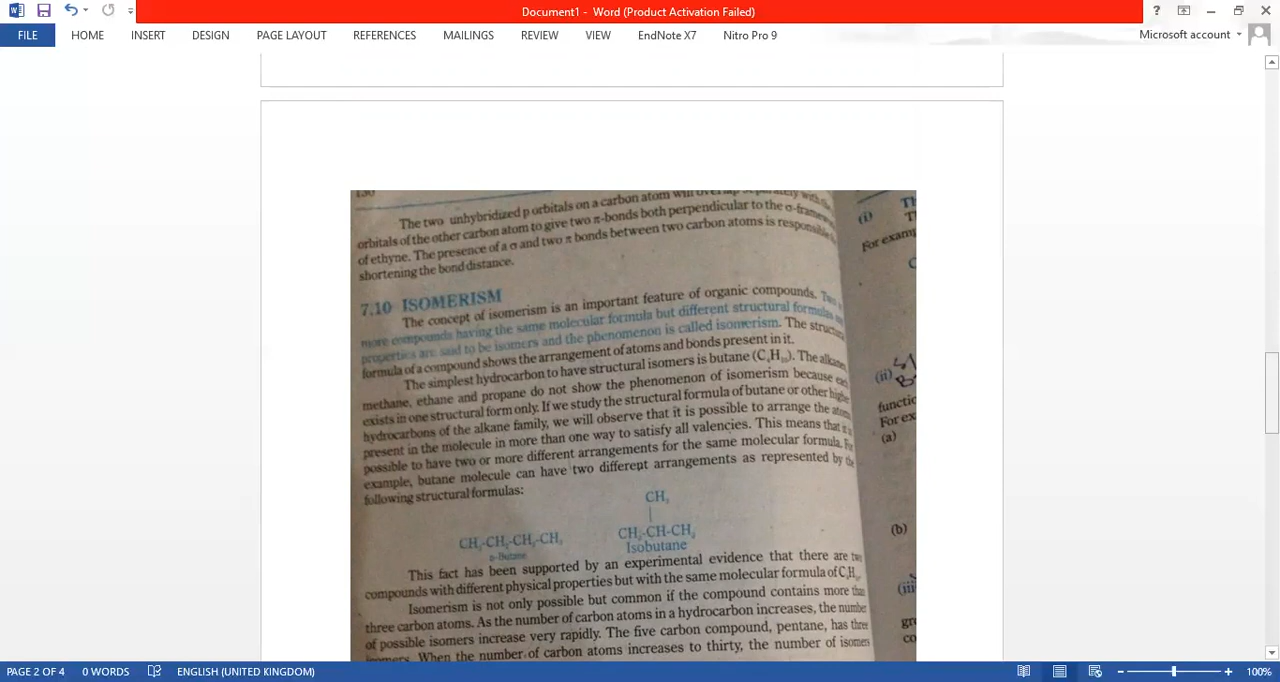 Document1 - Word (Product Activation Failed)
FILE HOME INSERT DESIGN PAGE LAYOUT REFERENCES MAILINGS REVIEW VIEW EndNote X7 Nitro Pro 9 Microsoft account
The two unhybridized p orbitals on a carbon atom will overlap separately with the
orbitals of the other carbon atom to give two π-bonds both perpendicular to the σ-framework
of ethyne. The presence of a σ and two π bonds between two carbon atoms is responsible
shortening the bond distance.
7.10 ISOMERISM
The concept of isomerism is an important feature of organic compounds. Two
more compounds having the same molecular formula but different structural formulas
properties are said to be isomers and the phenomenon is called isomerism. The structural
formula of a compound shows the arrangement of atoms and bonds present in it.
The simplest hydrocarbon to have structural isomers is butane (C₄H₁₀). The alkanes,
methane, ethane and propane do not show the phenomenon of isomerism because each
exists in one structural form only. If we study the structural formula of butane or other higher
hydrocarbons of the alkane family, we will observe that it is possible to arrange the atoms
present in the molecule in more than one way to satisfy all valencies. This means that it is
possible to have two or more different arrangements for the same molecular formula. For
example, butane molecule can have two different arrangements as represented by the
following structural formulas:
CH₃
|
CH₃-CH₂-CH₂-CH₃ CH₃-CH-CH₃
n-Butane Isobutane
This fact has been supported by an experimental evidence that there are two
compounds with different physical properties but with the same molecular formula of C₄H₁₀.
Isomerism is not only possible but common if the compound contains more than
three carbon atoms. As the number of carbon atoms in a hydrocarbon increases, the number
of possible isomers increase very rapidly. The five carbon compound, pentane, has three
isomers. When the number of carbon atoms increases to thirty, the number of isomers
(i)
For exam
(ii)
functio
For ex
(a)
(b)
(iii
gr
co
PAGE 2 OF 4 0 WORDS ENGLISH (UNITED KINGDOM) 100%